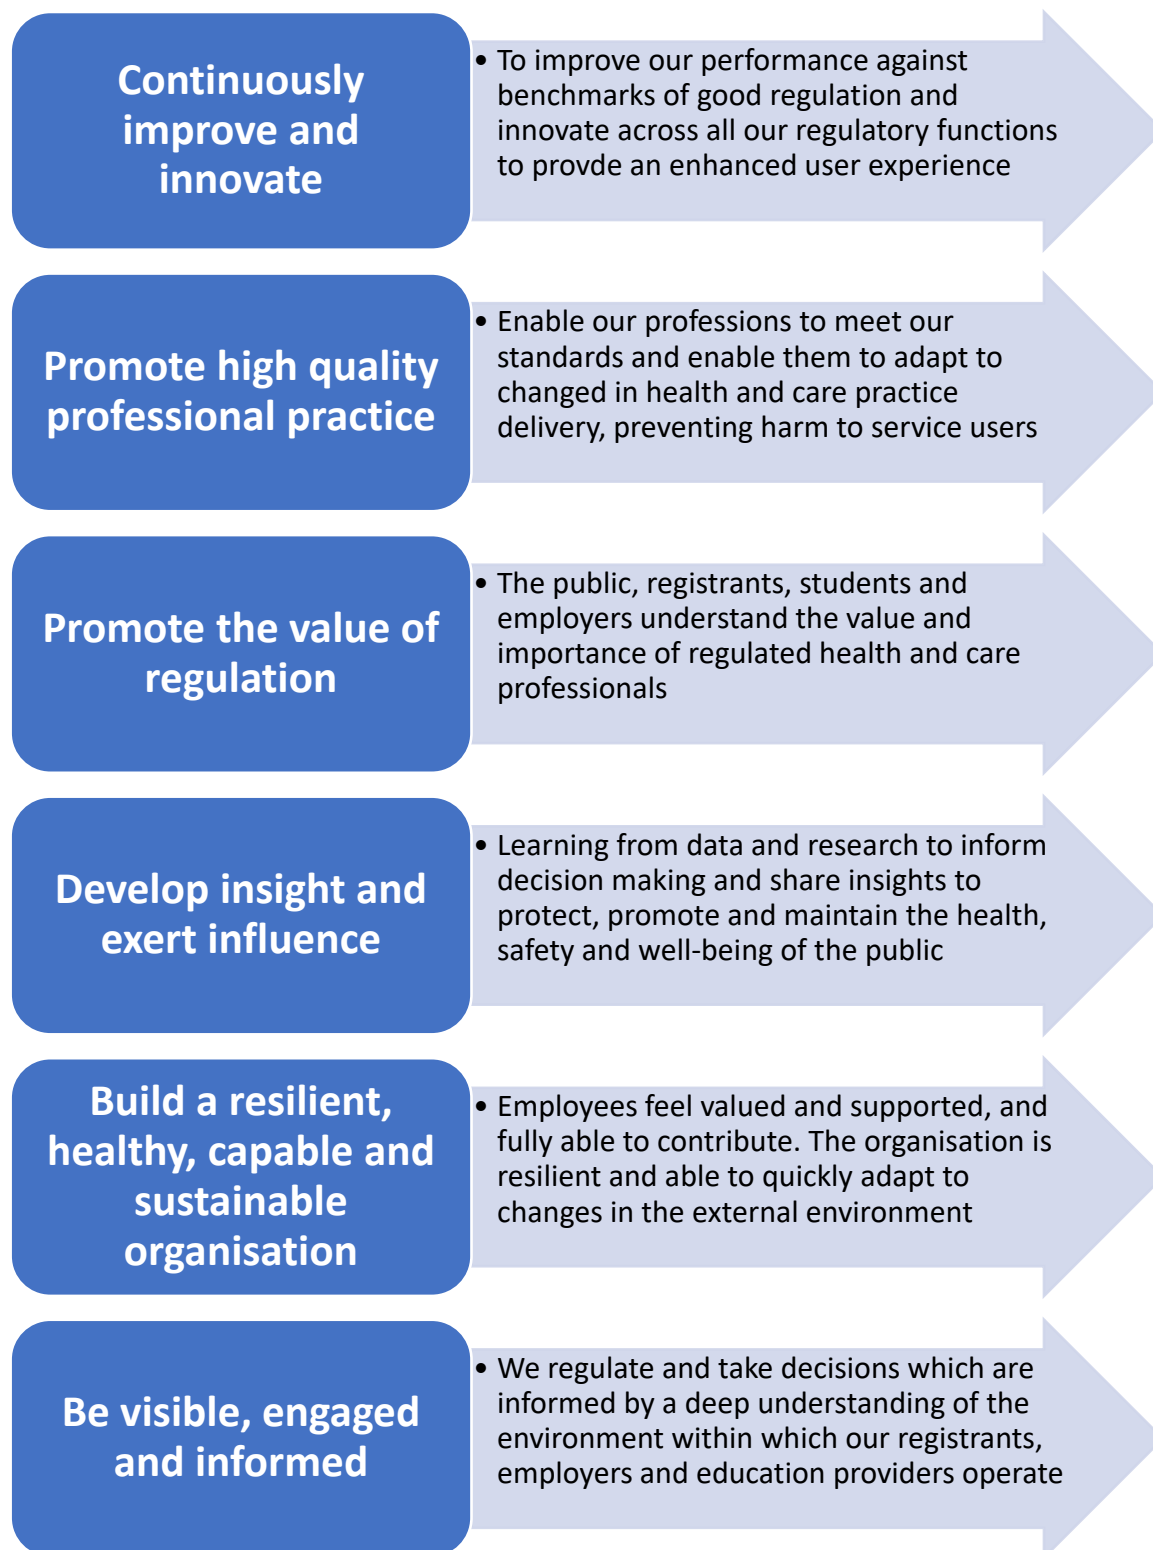 Continuously
improve and
innovate
• To improve our performance against
benchmarks of good regulation and
innovate across all our regulatory functions
to provde an enhanced user experience
Promote high quality
professional practice
• Enable our professions to meet our
standards and enable them to adapt to
changed in health and care practice
delivery, preventing harm to service users
Promote the value of
regulation
• The public, registrants, students and
employers understand the value and
importance of regulated health and care
professionals
Develop insight and
exert influence
• Learning from data and research to inform
decision making and share insights to
protect, promote and maintain the health,
safety and well-being of the public
Build a resilient,
healthy, capable and
sustainable
organisation
• Employees feel valued and supported, and
fully able to contribute. The organisation is
resilient and able to quickly adapt to
changes in the external environment
Be visible, engaged
and informed
• We regulate and take decisions which are
informed by a deep understanding of the
environment within which our registrants,
employers and education providers operate